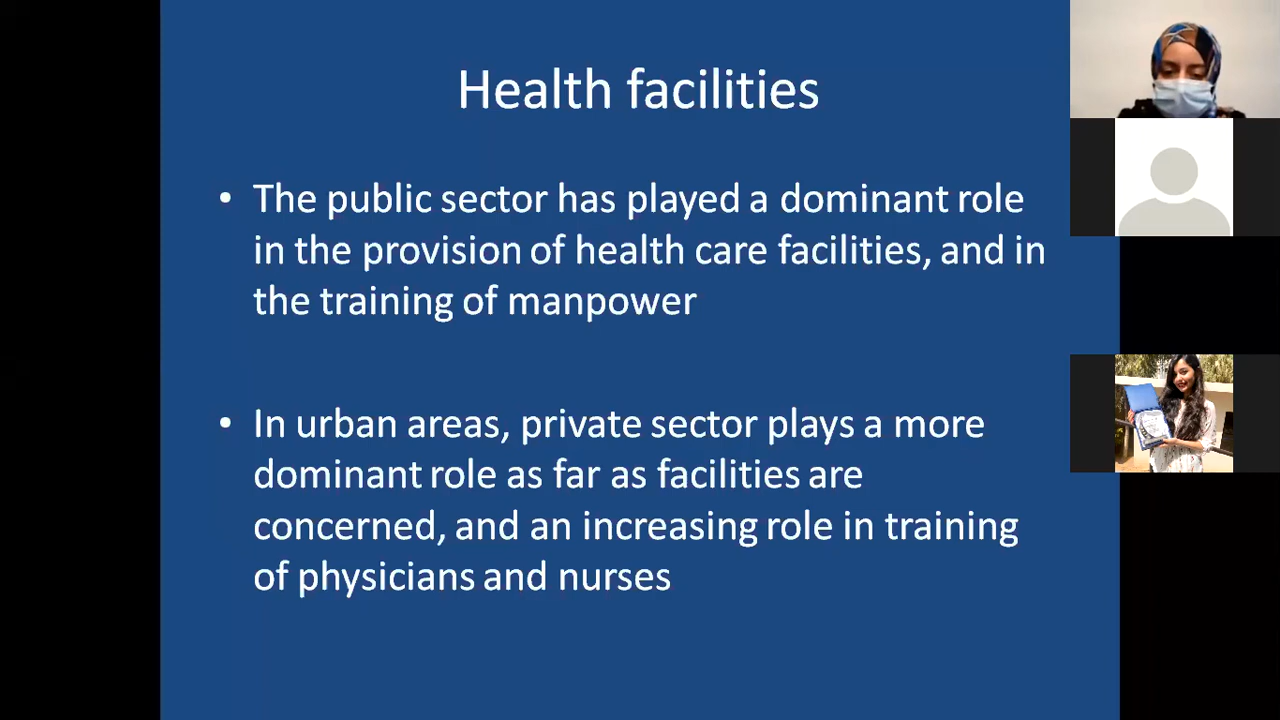 Health facilities
• The public sector has played a dominant role
in the provision of health care facilities, and in
the training of manpower
• In urban areas, private sector plays a more
dominant role as far as facilities are
concerned, and an increasing role in training
of physicians and nurses